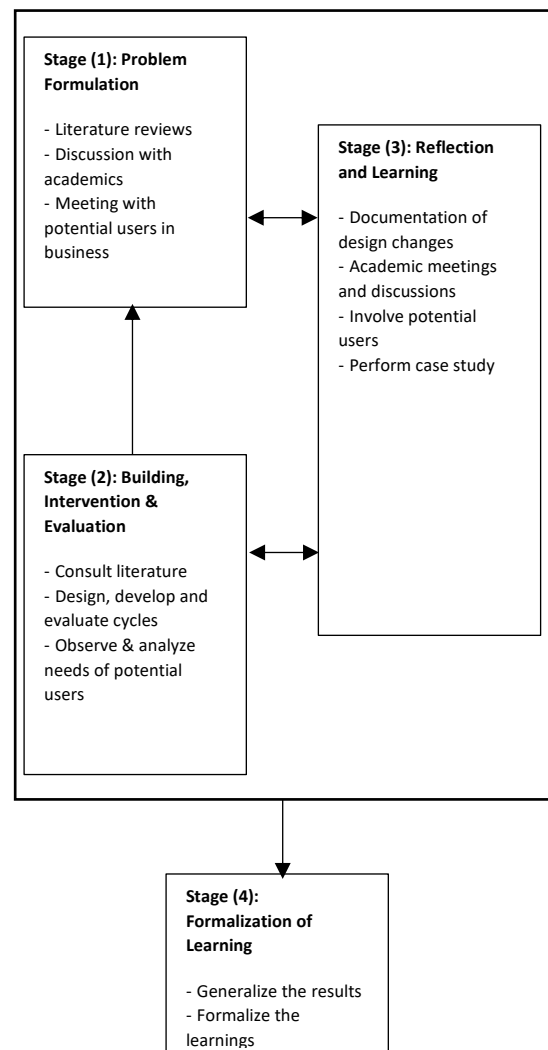 Stage (1): Problem
Formulation
- Literature reviews
- Discussion with
academics
- Meeting with
potential users in
business
Stage (3): Reflection
and Learning
- Documentation of
design changes
- Academic meetings
and discussions
- Involve potential
users
- Perform case study
Stage (2): Building,
Intervention &
Evaluation
- Consult literature
- Design, develop and
evaluate cycles
- Observe & analyze
needs of potential
users
Stage (4):
Formalization of
Learning
- Generalize the results
- Formalize the
learnings